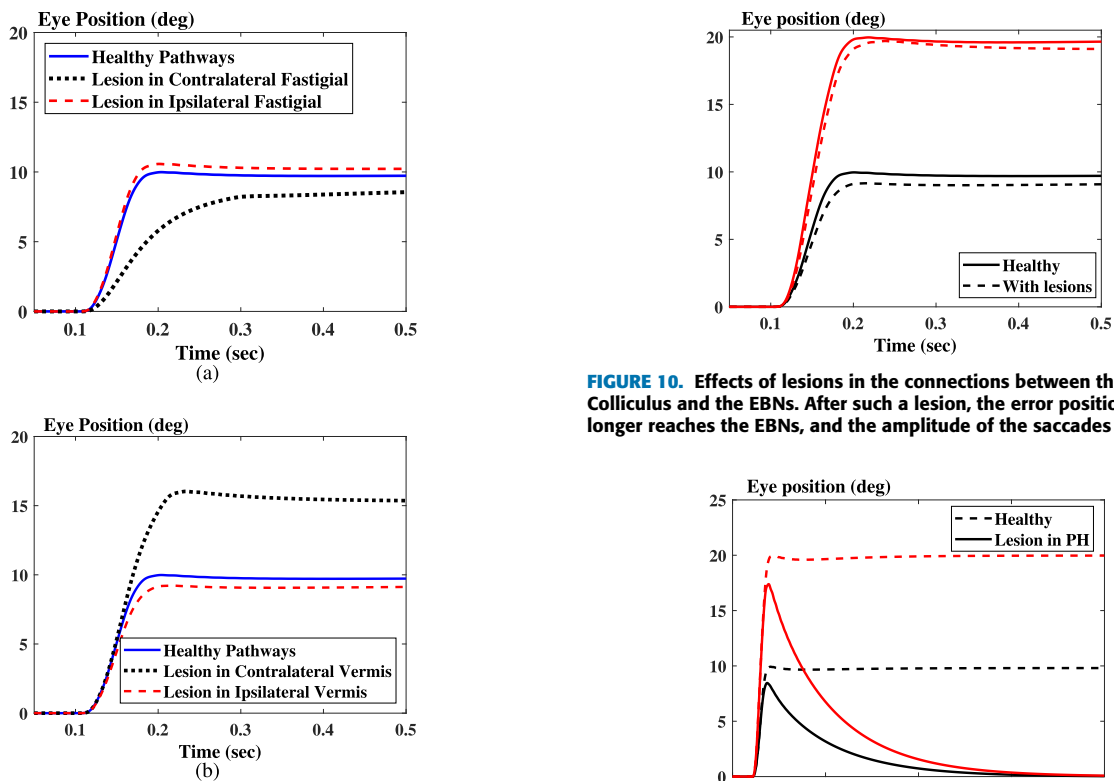 Eye Position (deg)
20
15
10
5
0
Healthy Pathways
Lesion in Contralateral Fastigial
Lesion in Ipsilateral Fastigial
0.1 0.2 0.3 0.4 0.5
Time (sec)
(a)
Eye Position (deg)
20
15
10
5
0
Healthy Pathways
Lesion in Contralateral Vermis
Lesion in Ipsilateral Vermis
0.1 0.2 0.3 0.4 0.5
Time (sec)
(b)
Eye position (deg)
20
15
10
5
0
Healthy
With lesions
0.1 0.2 0.3 0.4 0.5
Time (sec)
FIGURE 10. Effects of lesions in the connections between th
Colliculus and the EBNs. After such a lesion, the error positio
longer reaches the EBNs, and the amplitude of the saccades
Eye position (deg)
25
20
15
10
5
0
Healthy
Lesion in PH